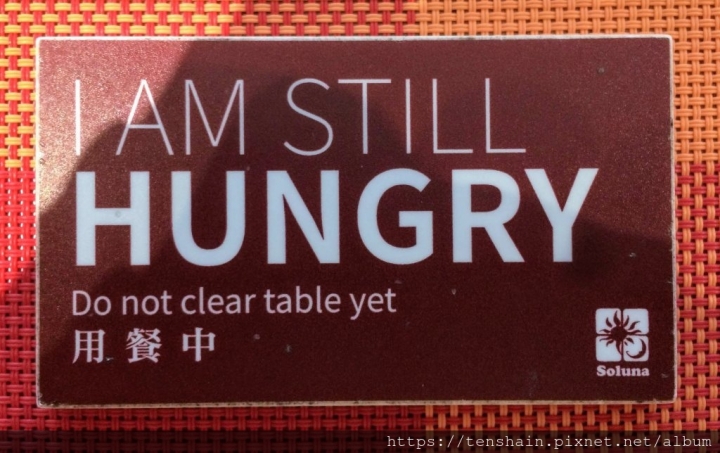 I AM STILL
HUNGRY
Do not clear table yet
用餐中
Soluna
https://tenshain.pixnet.net/album